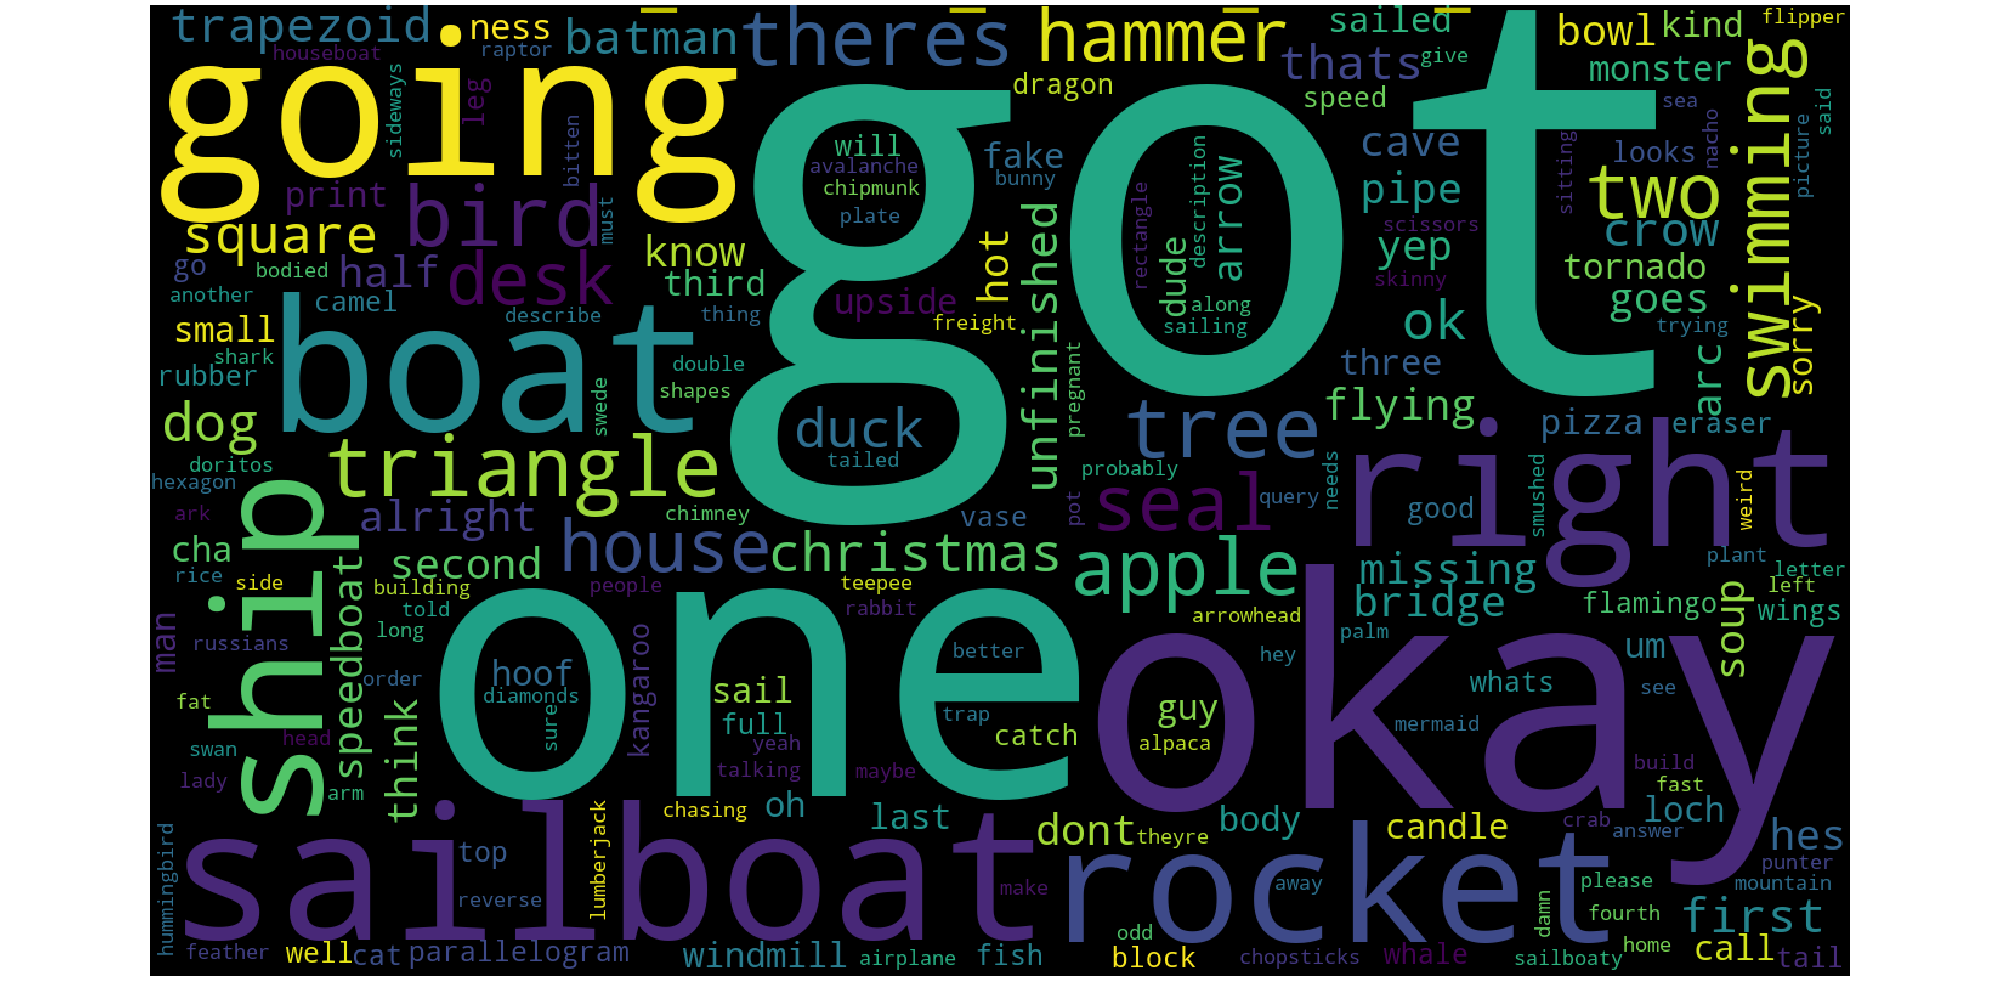 trapezoid
ness
batman
theres
hammer
sailed
bowl
kind
flipper
houseboat
raptor
going
got
thats
give
monster
dragon
speed
sideways
leg
bitten
will
avalanche
chipmunk
plate
fake
bunny
description
arrow
dude
rectangle
along
sailing
cave
pipe
scissors
yep
skinny
sitting
looks
sea
nacho
picture
said
swimming
two
crow
tornado
goes
trying
sorry
arc
print
bird
must
square
know
third
hot
unfinished
go
bodied
half
desk
another
camel
describe
thing
upside
freight
small
boat
shark
rubber
double
shapes
swede
pregnant
ok
three
dog
triangle
duck
tailed
tree
flying
pizza
eraser
doritos
hexagon
probably
right
ark
alright
chimney
vase
pot
seal
query
needs
good
smushed
weird
cha
second
house
christmas
apple
missing
plant
letter
rice
side
building
people
teepee
rabbit
arrowhead
bridge
flamingo
left
wings
soup
ship
speedboat
told
long
one
okay
palm
um
man
russians
order
hoof
diamonds
sure
kangaroo
sail
full
yeah
better
hey
whats
see
fat
swan
head
lady
arm
think
talking
trap
catch
maybe
guy
alpaca
mermaid
build
fast
lumberjack
chasing
oh
last
dont
theyre
body
candle
crab
answer
loch
hes
hummingbird
sailboat
top
reverse
make
rocket
away
please
punter
mountain
damn
fourth
first
feather
well
cat
parallelogram
windmill
airplane
fish
odd
block
chopsticks
whale
sailboaty
home
call
tail